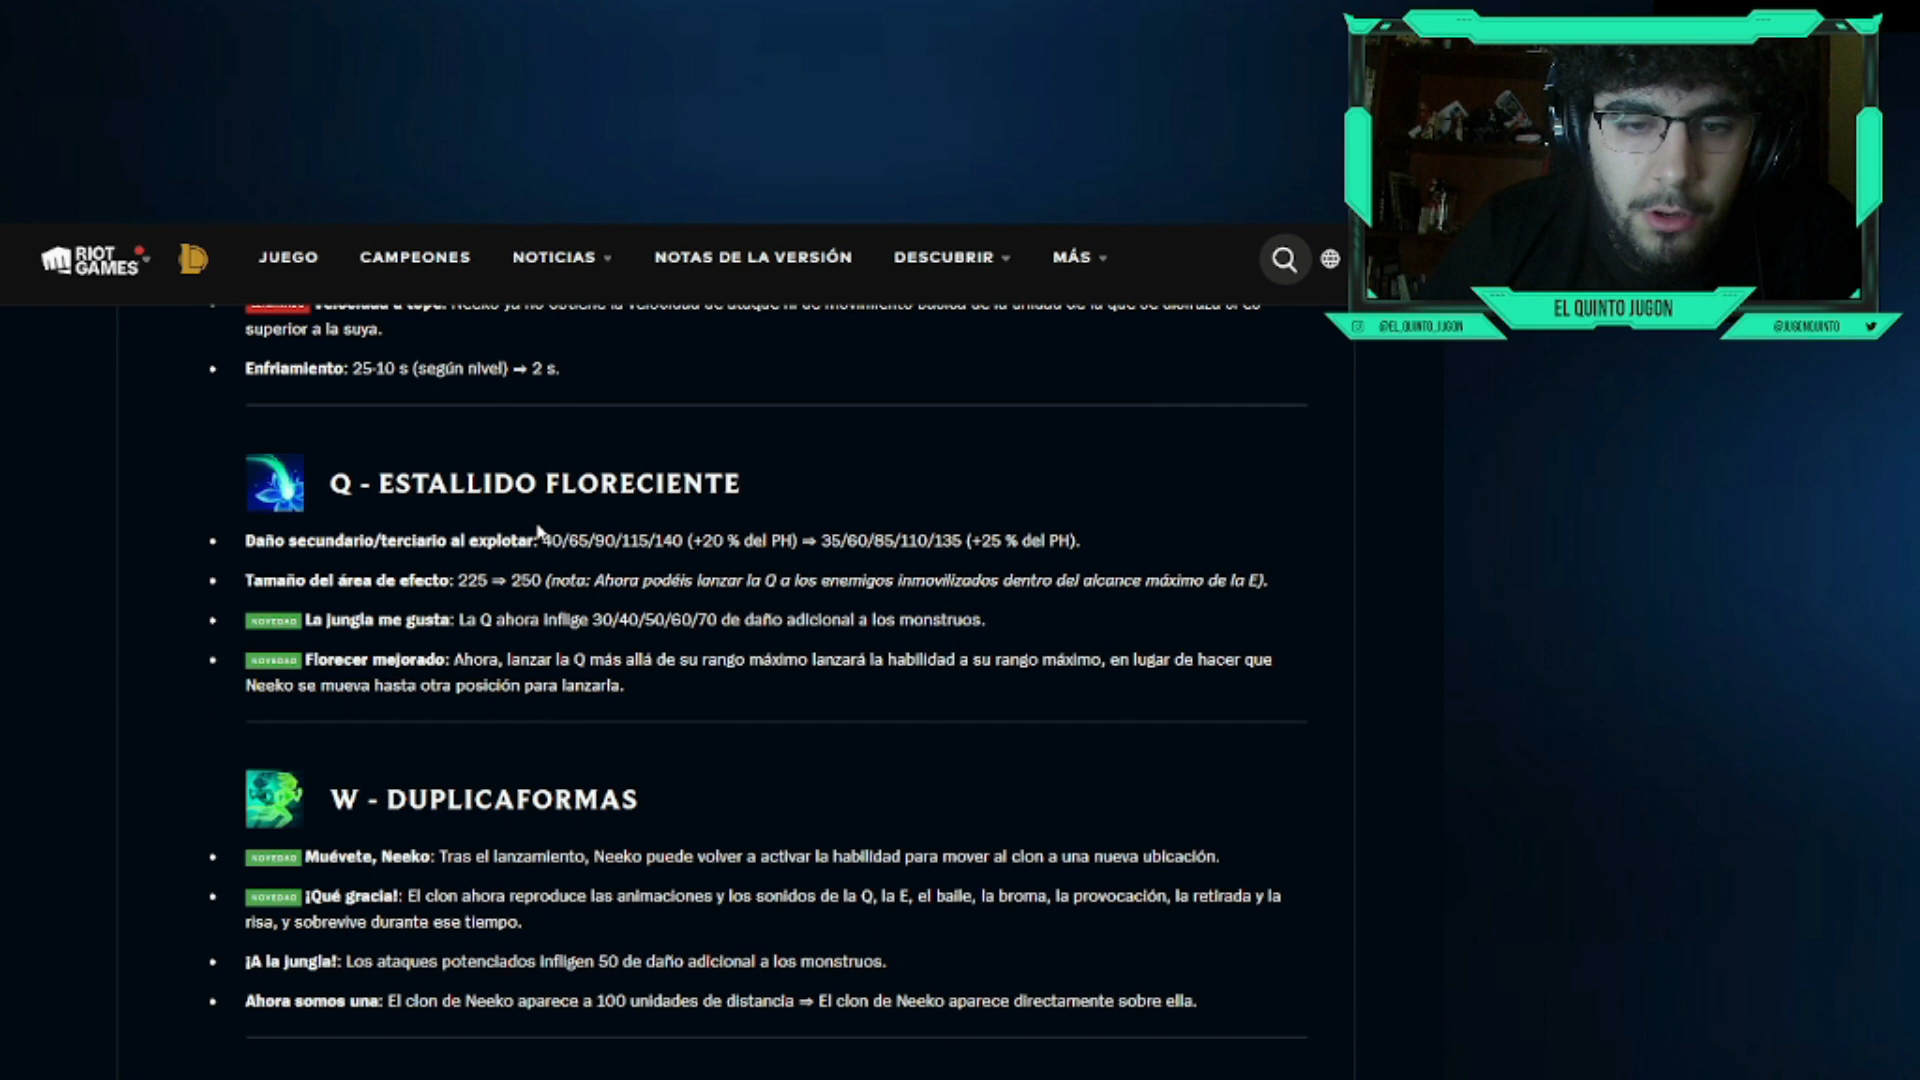 RIOT GAMES
JUEGO CAMPEONES NOTICIAS NOTAS DE LA VERSIÓN DESCUBRIR MÁS
EL QUINTO JUGON
@EL_QUINTO_JUGON @JUGONQUINTO
superior a la suya.
• Enfriamiento: 25-10 s (según nivel) ⇒ 2 s.
Q - ESTALLIDO FLORECIENTE
• Daño secundario/terciario al explotar: 40/65/90/115/140 (+20 % del PH) ⇒ 35/60/85/110/135 (+25 % del PH).
• Tamaño del área de efecto: 225 ⇒ 250 (nota: Ahora podéis lanzar la Q a los enemigos inmovilizados dentro del alcance máximo de la E).
• NOVEDAD La jungla me gusta: La Q ahora inflige 30/40/50/60/70 de daño adicional a los monstruos.
• NOVEDAD Florecer mejorado: Ahora, lanzar la Q más allá de su rango máximo lanzará la habilidad a su rango máximo, en lugar de hacer que
Neeko se mueva hasta otra posición para lanzarla.
W - DUPLICAFORMAS
• NOVEDAD Muévete, Neeko: Tras el lanzamiento, Neeko puede volver a activar la habilidad para mover al clon a una nueva ubicación.
• NOVEDAD ¡Qué gracia!: El clon ahora reproduce las animaciones y los sonidos de la Q, la E, el baile, la broma, la provocación, la retirada y la
risa, y sobrevive durante ese tiempo.
• ¡A la jungla!: Los ataques potenciados infligen 50 de daño adicional a los monstruos.
• Ahora somos una: El clon de Neeko aparece a 100 unidades de distancia ⇒ El clon de Neeko aparece directamente sobre ella.